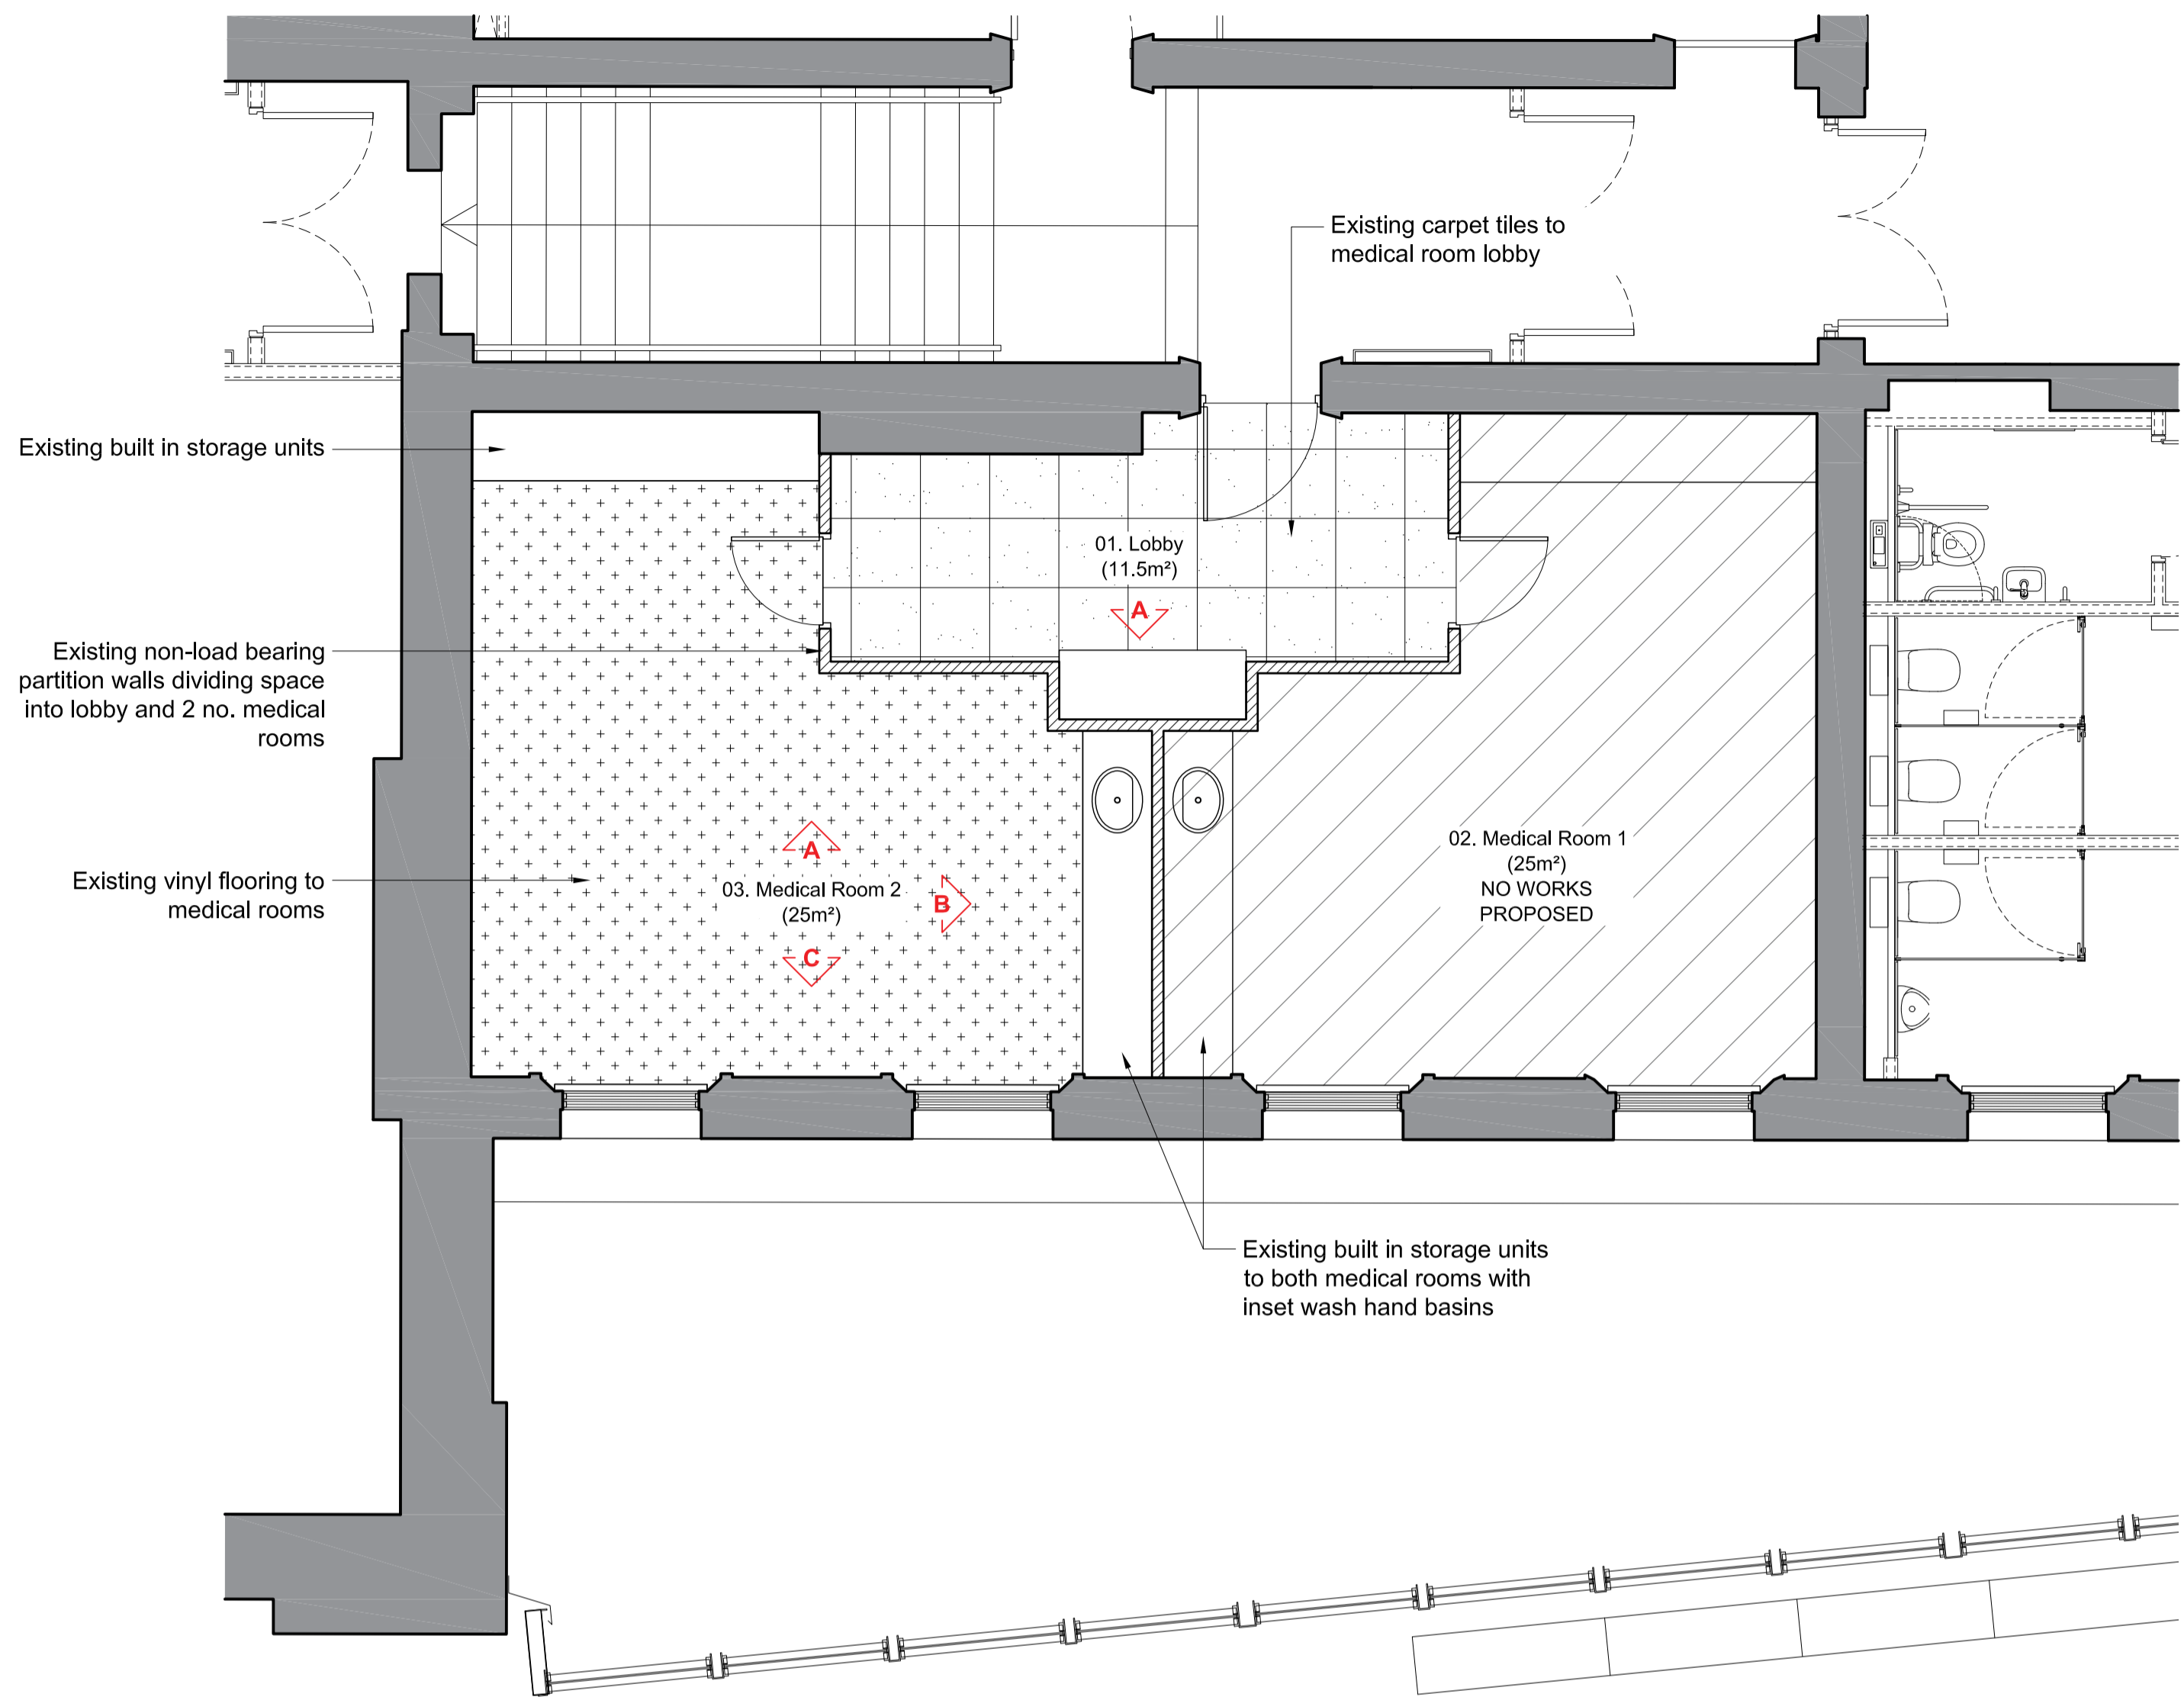 Existing carpet tiles to
medical room lobby
Existing built in storage units
01. Lobby
(11.5m²)
A
Existing non-load bearing
partition walls dividing space
into lobby and 2 no. medical
rooms
A
02. Medical Room 1
(25m²)
NO WORKS
PROPOSED
Existing vinyl flooring to
medical rooms
03. Medical Room 2
(25m²)
B
C
Existing built in storage units
to both medical rooms with
inset wash hand basins